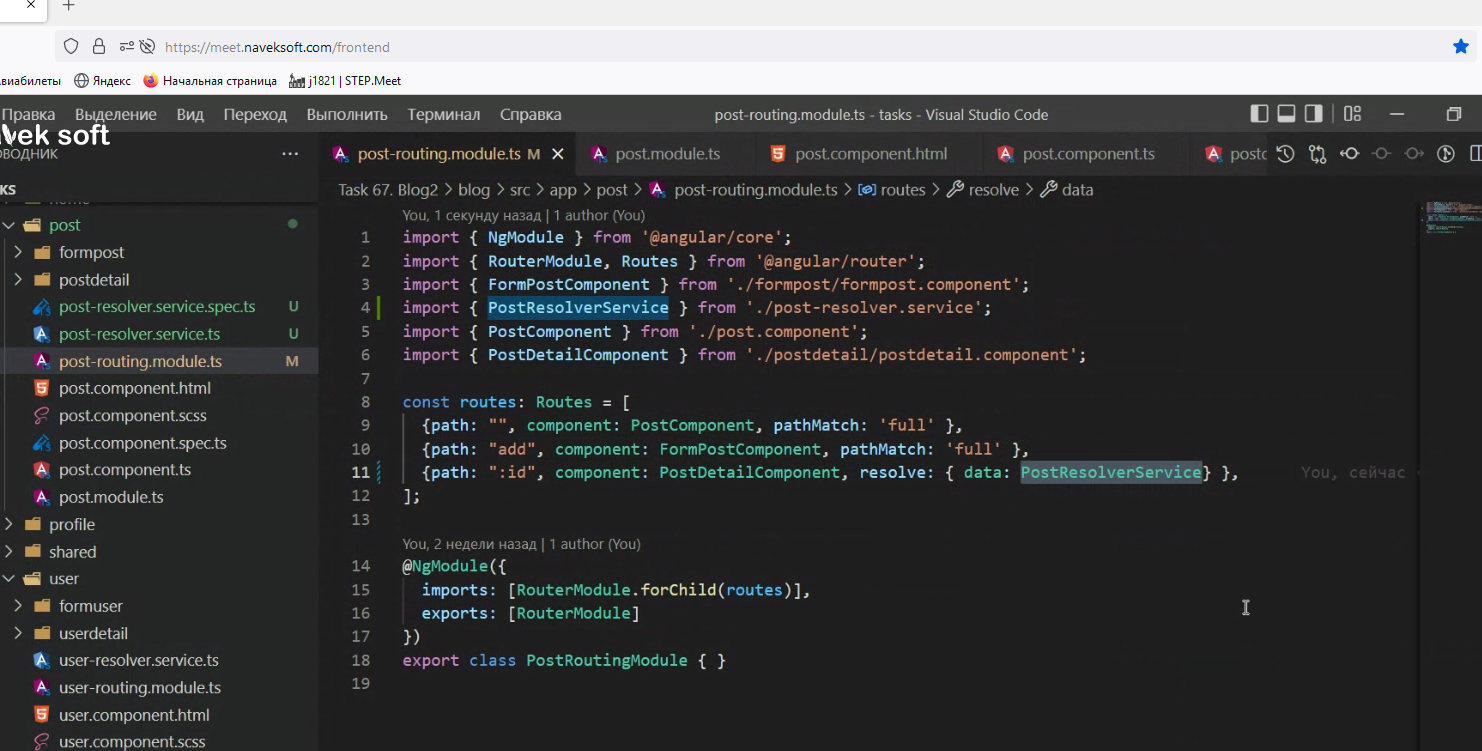 https://meet.naveksoft.com/frontend
Яндекс
Начальная страница
j1821 | STEP.Meet
Правка Выделение Вид Переход Выполнить Терминал Справка
post-routing.module.ts - tasks - Visual Studio Code
vek soft
post-routing.module.ts M
post.module.ts
post.component.html
post.component.ts
Task 67. Blog2 > blog > src > app > post > post-routing.module.ts > routes > resolve > data
post
formpost
postdetail
post-resolver.service.spec.ts U
post-resolver.service.ts U
post-routing.module.ts M
post.component.html
post.component.scss
post.component.spec.ts
post.component.ts
post.module.ts
profile
shared
user
formuser
userdetail
user-resolver.service.ts
user-routing.module.ts
user.component.html
user.component.scss
You, 1 секунду назад | 1 author (You)
1 import { NgModule } from '@angular/core';
2 import { RouterModule, Routes } from '@angular/router';
3 import { FormPostComponent } from './formpost/formpost.component';
4 import { PostResolverService } from './post-resolver.service';
5 import { PostComponent } from './post.component';
6 import { PostDetailComponent } from './postdetail/postdetail.component';
7
8 const routes: Routes = [
9 {path: "", component: PostComponent, pathMatch: 'full' },
10 {path: "add", component: FormPostComponent, pathMatch: 'full' },
11 {path: ":id", component: PostDetailComponent, resolve: { data: PostResolverService} }, You, сейчас
12 ];
13
You, 2 недели назад | 1 author (You)
14 @NgModule({
15 imports: [RouterModule.forChild(routes)],
16 exports: [RouterModule]
17 })
18 export class PostRoutingModule { }
19